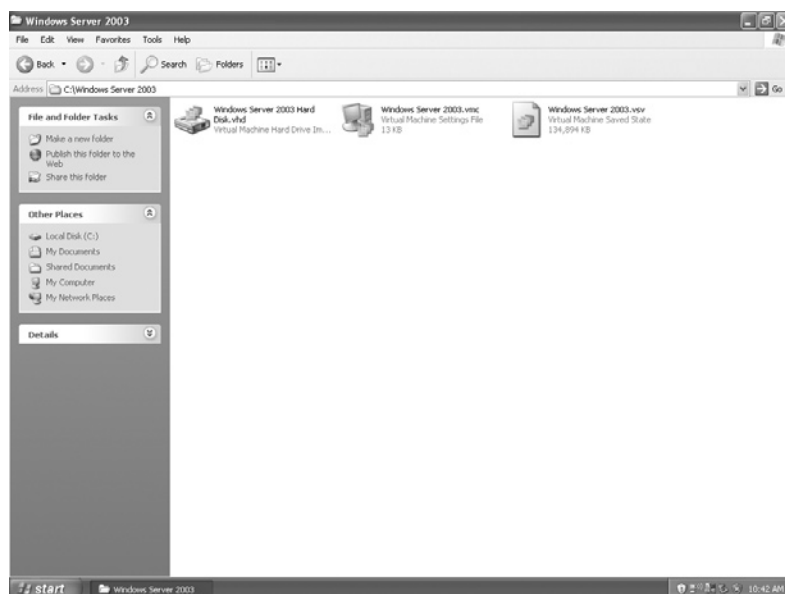 Windows Server 2003
File Edit View Favorites Tools Help
Back Search Folders
Address C:\Windows Server 2003 Go
File and Folder Tasks
Make a new folder
Publish this folder to the
Web
Share this folder
Other Places
Local Disk (C:)
My Documents
Shared Documents
My Computer
My Network Places
Details
Windows Server 2003 Hard
Disk.vhd
Virtual Machine Hard Drive Im...
Windows Server 2003.vmc
Virtual Machine Settings File
13 KB
Windows Server 2003.vsv
Virtual Machine Saved State
134,894 KB
start Windows Server 2003 10:42 AM